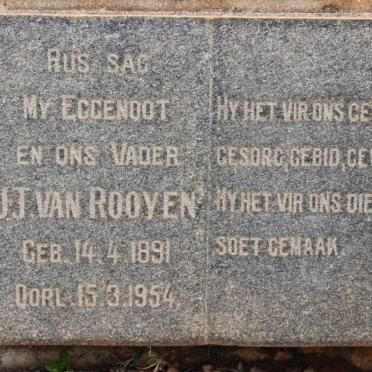 RUS SAG
MY EGGENOOT
EN ONS VADER
J.T. VAN ROOYEN
GEB. 14.4.1891
OORL. 15.3.1954.
HY HET VIR ONS
GESORG, GEBID,
HY HET VIR ONS DIE
SOET GEMAAK.